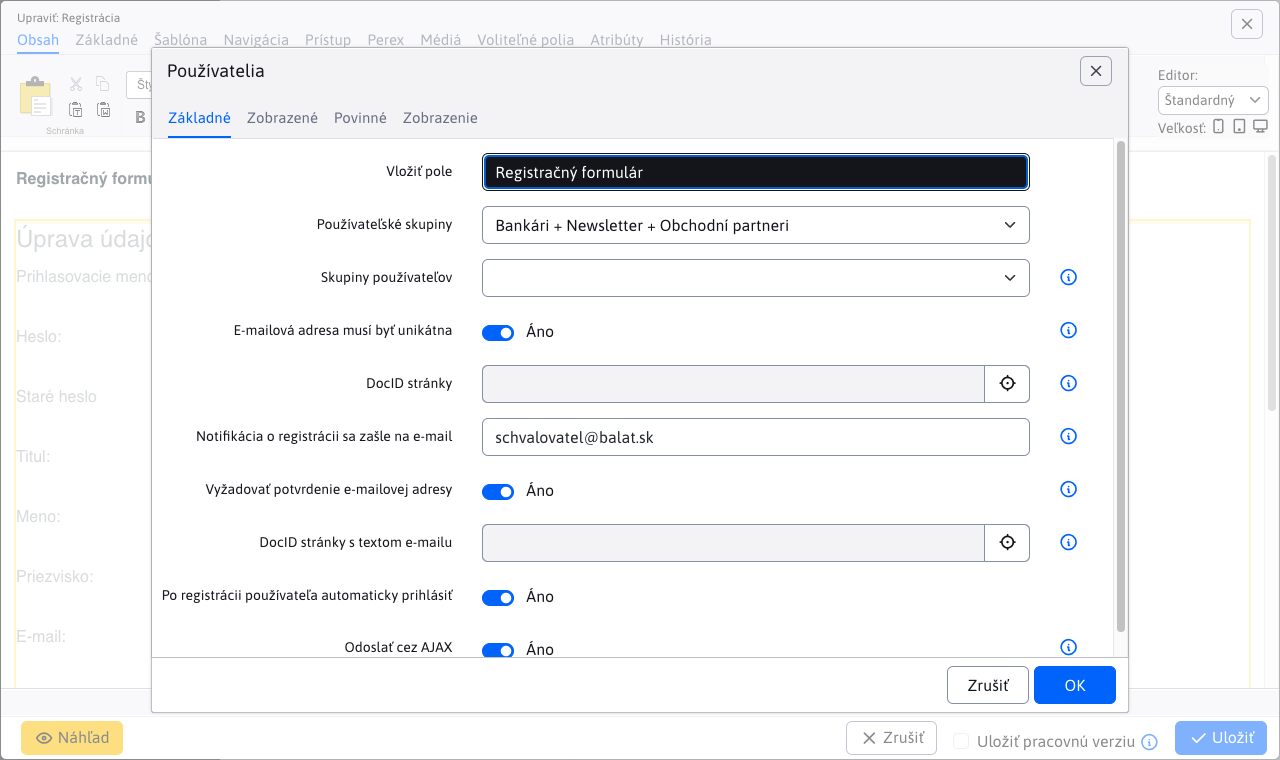 Upraviť: Registrácia
Obsah Základné Šablóna Navigácia Prístup Perex Médiá Voliteľné polia Atribúty História
Používatelia
Základné Zobrazené Povinné Zobrazenie
Editor:
Štandardný
Veľkosť:
Schránka
B
Vložiť pole Registračný formulár
Používateľské skupiny Bankári + Newsletter + Obchodní partneri
Skupiny používateľov
E-mailová adresa musí byť unikátna Áno
DocID stránky
Notifikácia o registrácii sa zašle na e-mail schvalovatel@balat.sk
Vyžadovať potvrdenie e-mailovej adresy Áno
DocID stránky s textom e-mailu
Po registrácii používateľa automaticky prihlásiť Áno
Odoslať cez AJAX Áno
Zrušiť OK
Registračný
Úprava
Prihlasovacie
Heslo:
Staré heslo
Titul:
Meno:
Priezvisko:
E-mail:
Náhľad Zrušiť Uložiť pracovnú verziu Uložiť